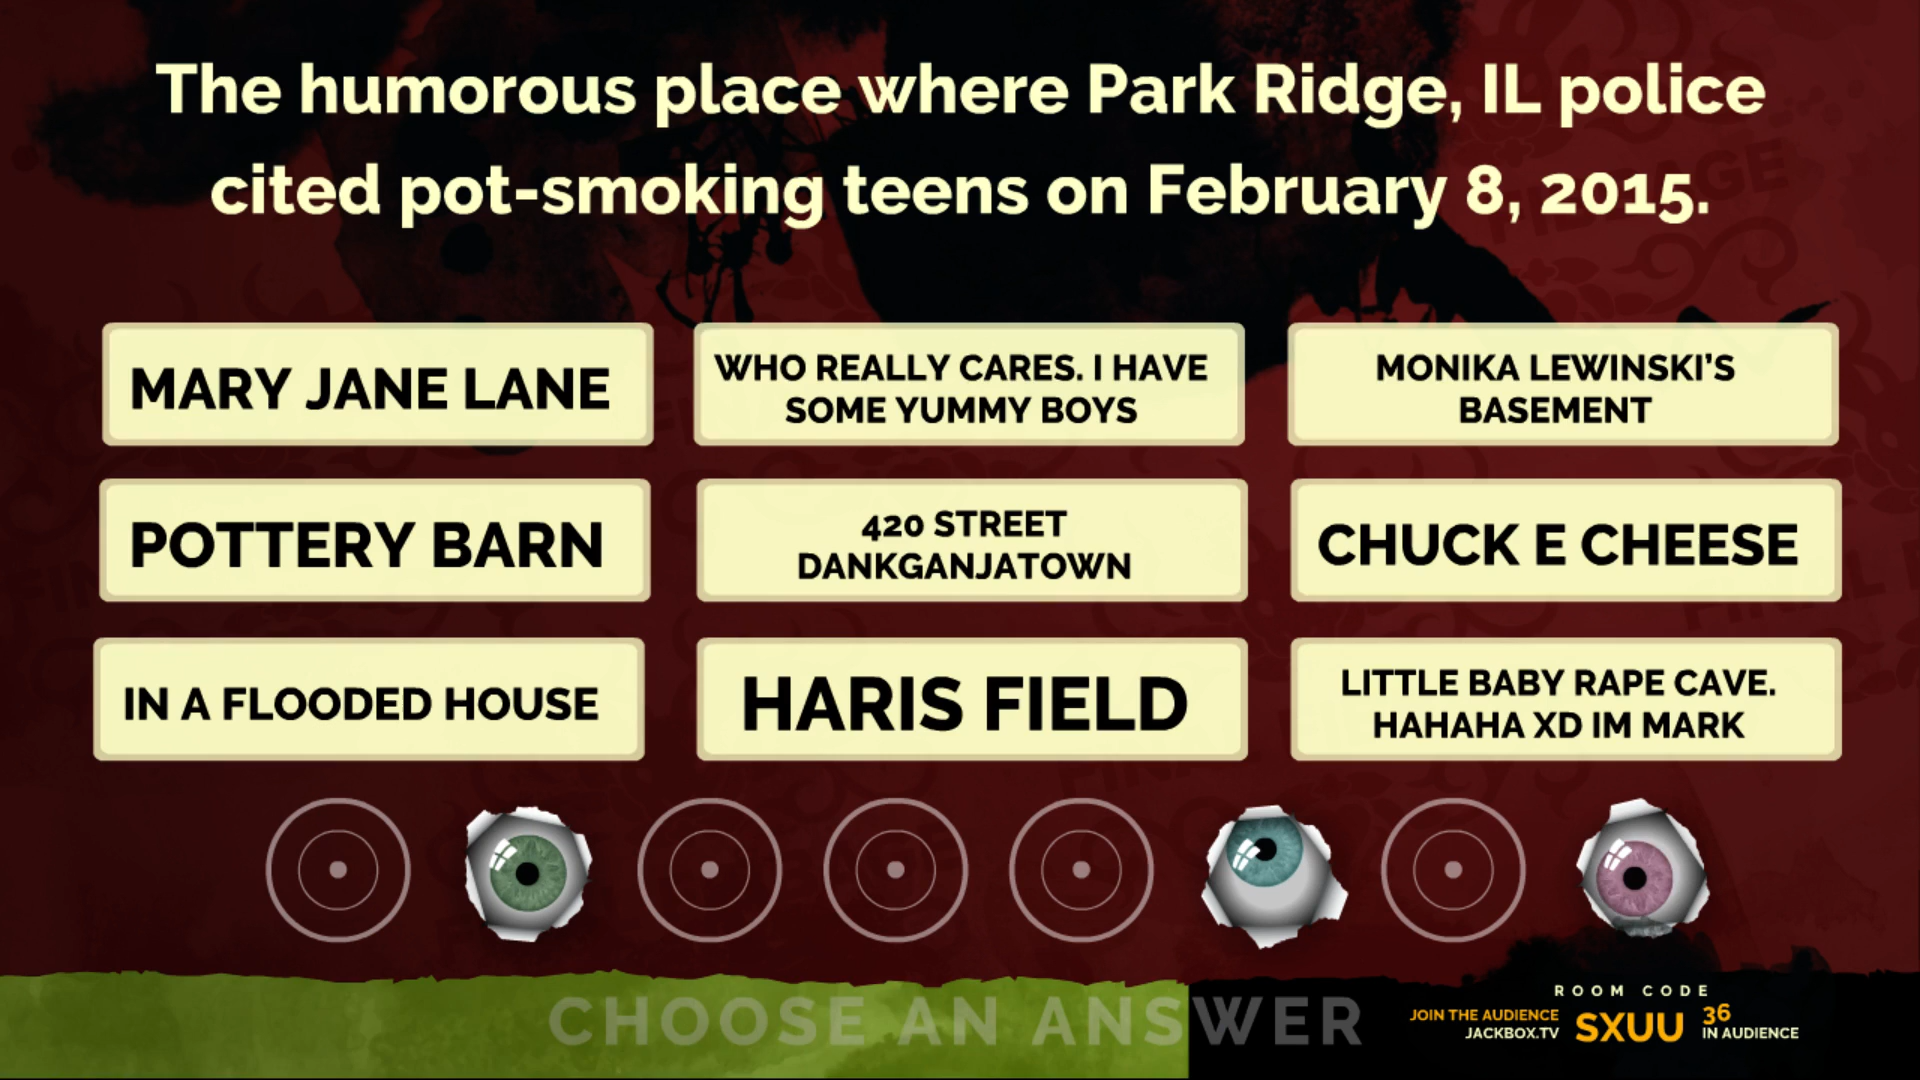 The humorous place where Park Ridge, IL police
cited pot-smoking teens on February 8, 2015.
MARY JANE LANE
WHO REALLY CARES. I HAVE
SOME YUMMY BOYS
MONIKA LEWINSKI'S
BASEMENT
POTTERY BARN
420 STREET
DANKGANJATOWN
CHUCK E CHEESE
IN A FLOODED HOUSE
HARIS FIELD
LITTLE BABY RAPE CAVE.
HAHAHA XD IM MARK
CHOOSE AN ANSWER
ROOM CODE
JOIN THE AUDIENCE
JACKBOX.TV
SXUU
36
IN AUDIENCE